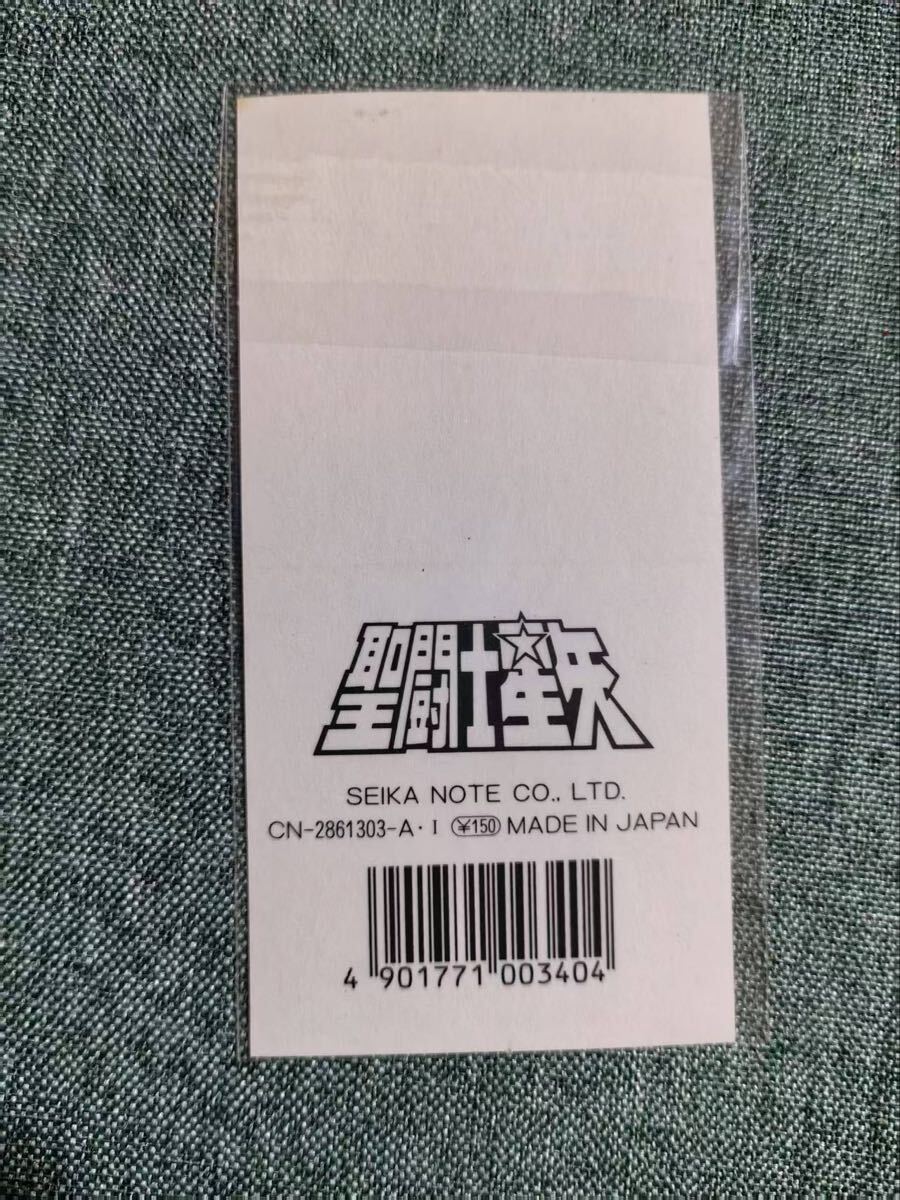 聖闘士星矢
SEIKA NOTE CO., LTD.
CN-2861303-A・I ¥150 MADE IN JAPAN
4 901771 003404